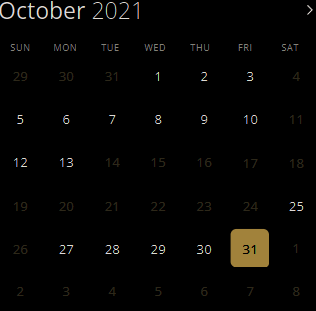 October 2021 >
SUN MON TUE WED THU FRI SAT
29 30 31 1 2 3 4
5 6 7 8 9 10 11
12 13 14 15 16 17 18
19 20 21 22 23 24 25
26 27 28 29 30 31 1
2 3 4 5 6 7 8